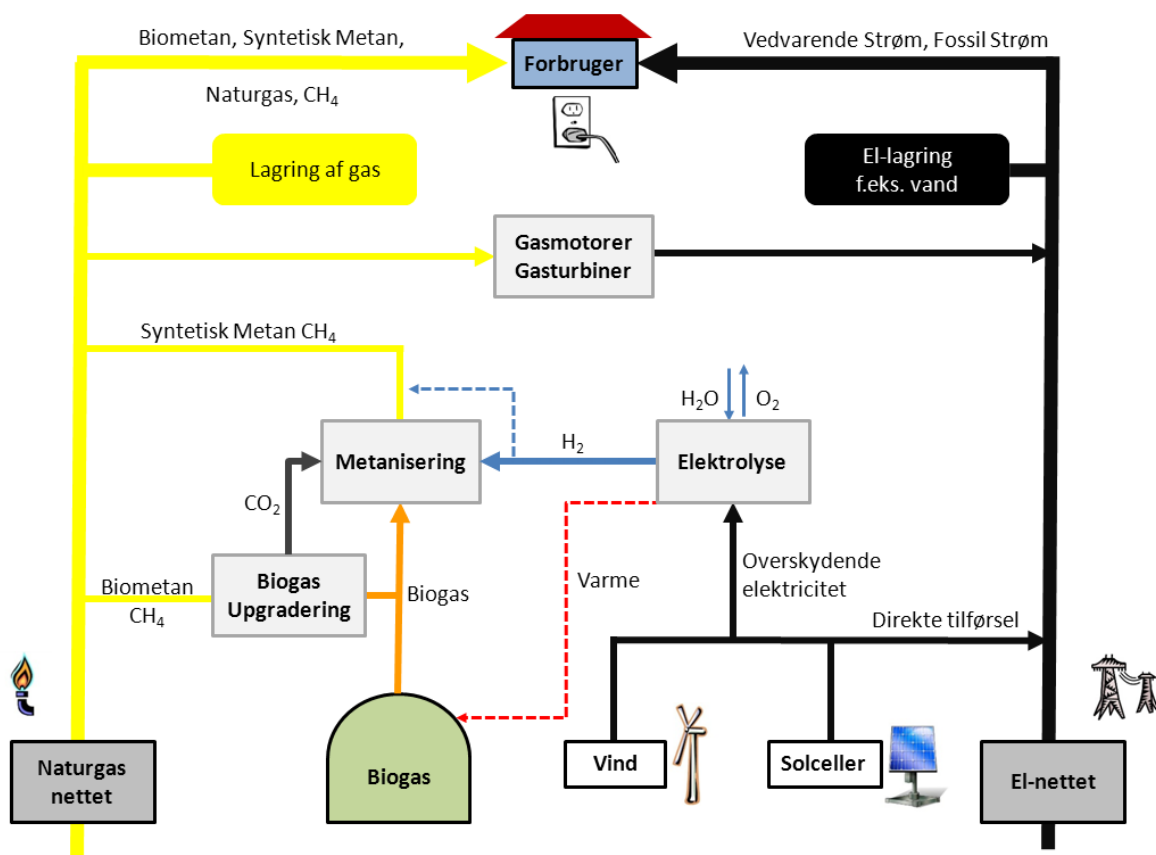 Biometan, Syntetisk Metan,
Naturgas, CH₄
Forbruger
Vedvarende Strøm, Fossil Strøm
Lagring af gas
El-lagring
f.eks. vand
Gasmotorer
Gasturbiner
Syntetisk Metan CH₄
H₂O
O₂
Metanisering
H₂
Elektrolyse
CO₂
Biogas
Upgradering
Biometan
CH₄
Biogas
Varme
Overskydende
elektricitet
Direkte tilførsel
Naturgas
nettet
Biogas
Vind
Solceller
El-nettet